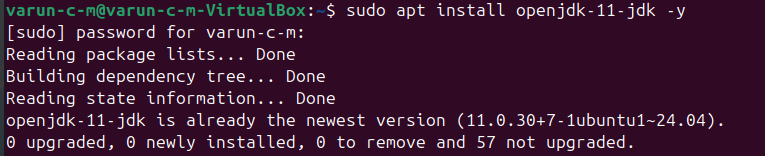 varun-c-m@varun-c-m-VirtualBox:~$ sudo apt install openjdk-11-jdk -y
[sudo] password for varun-c-m:
Reading package lists... Done
Building dependency tree... Done
Reading state information... Done
openjdk-11-jdk is already the newest version (11.0.30+7-1ubuntu1~24.04).
0 upgraded, 0 newly installed, 0 to remove and 57 not upgraded.